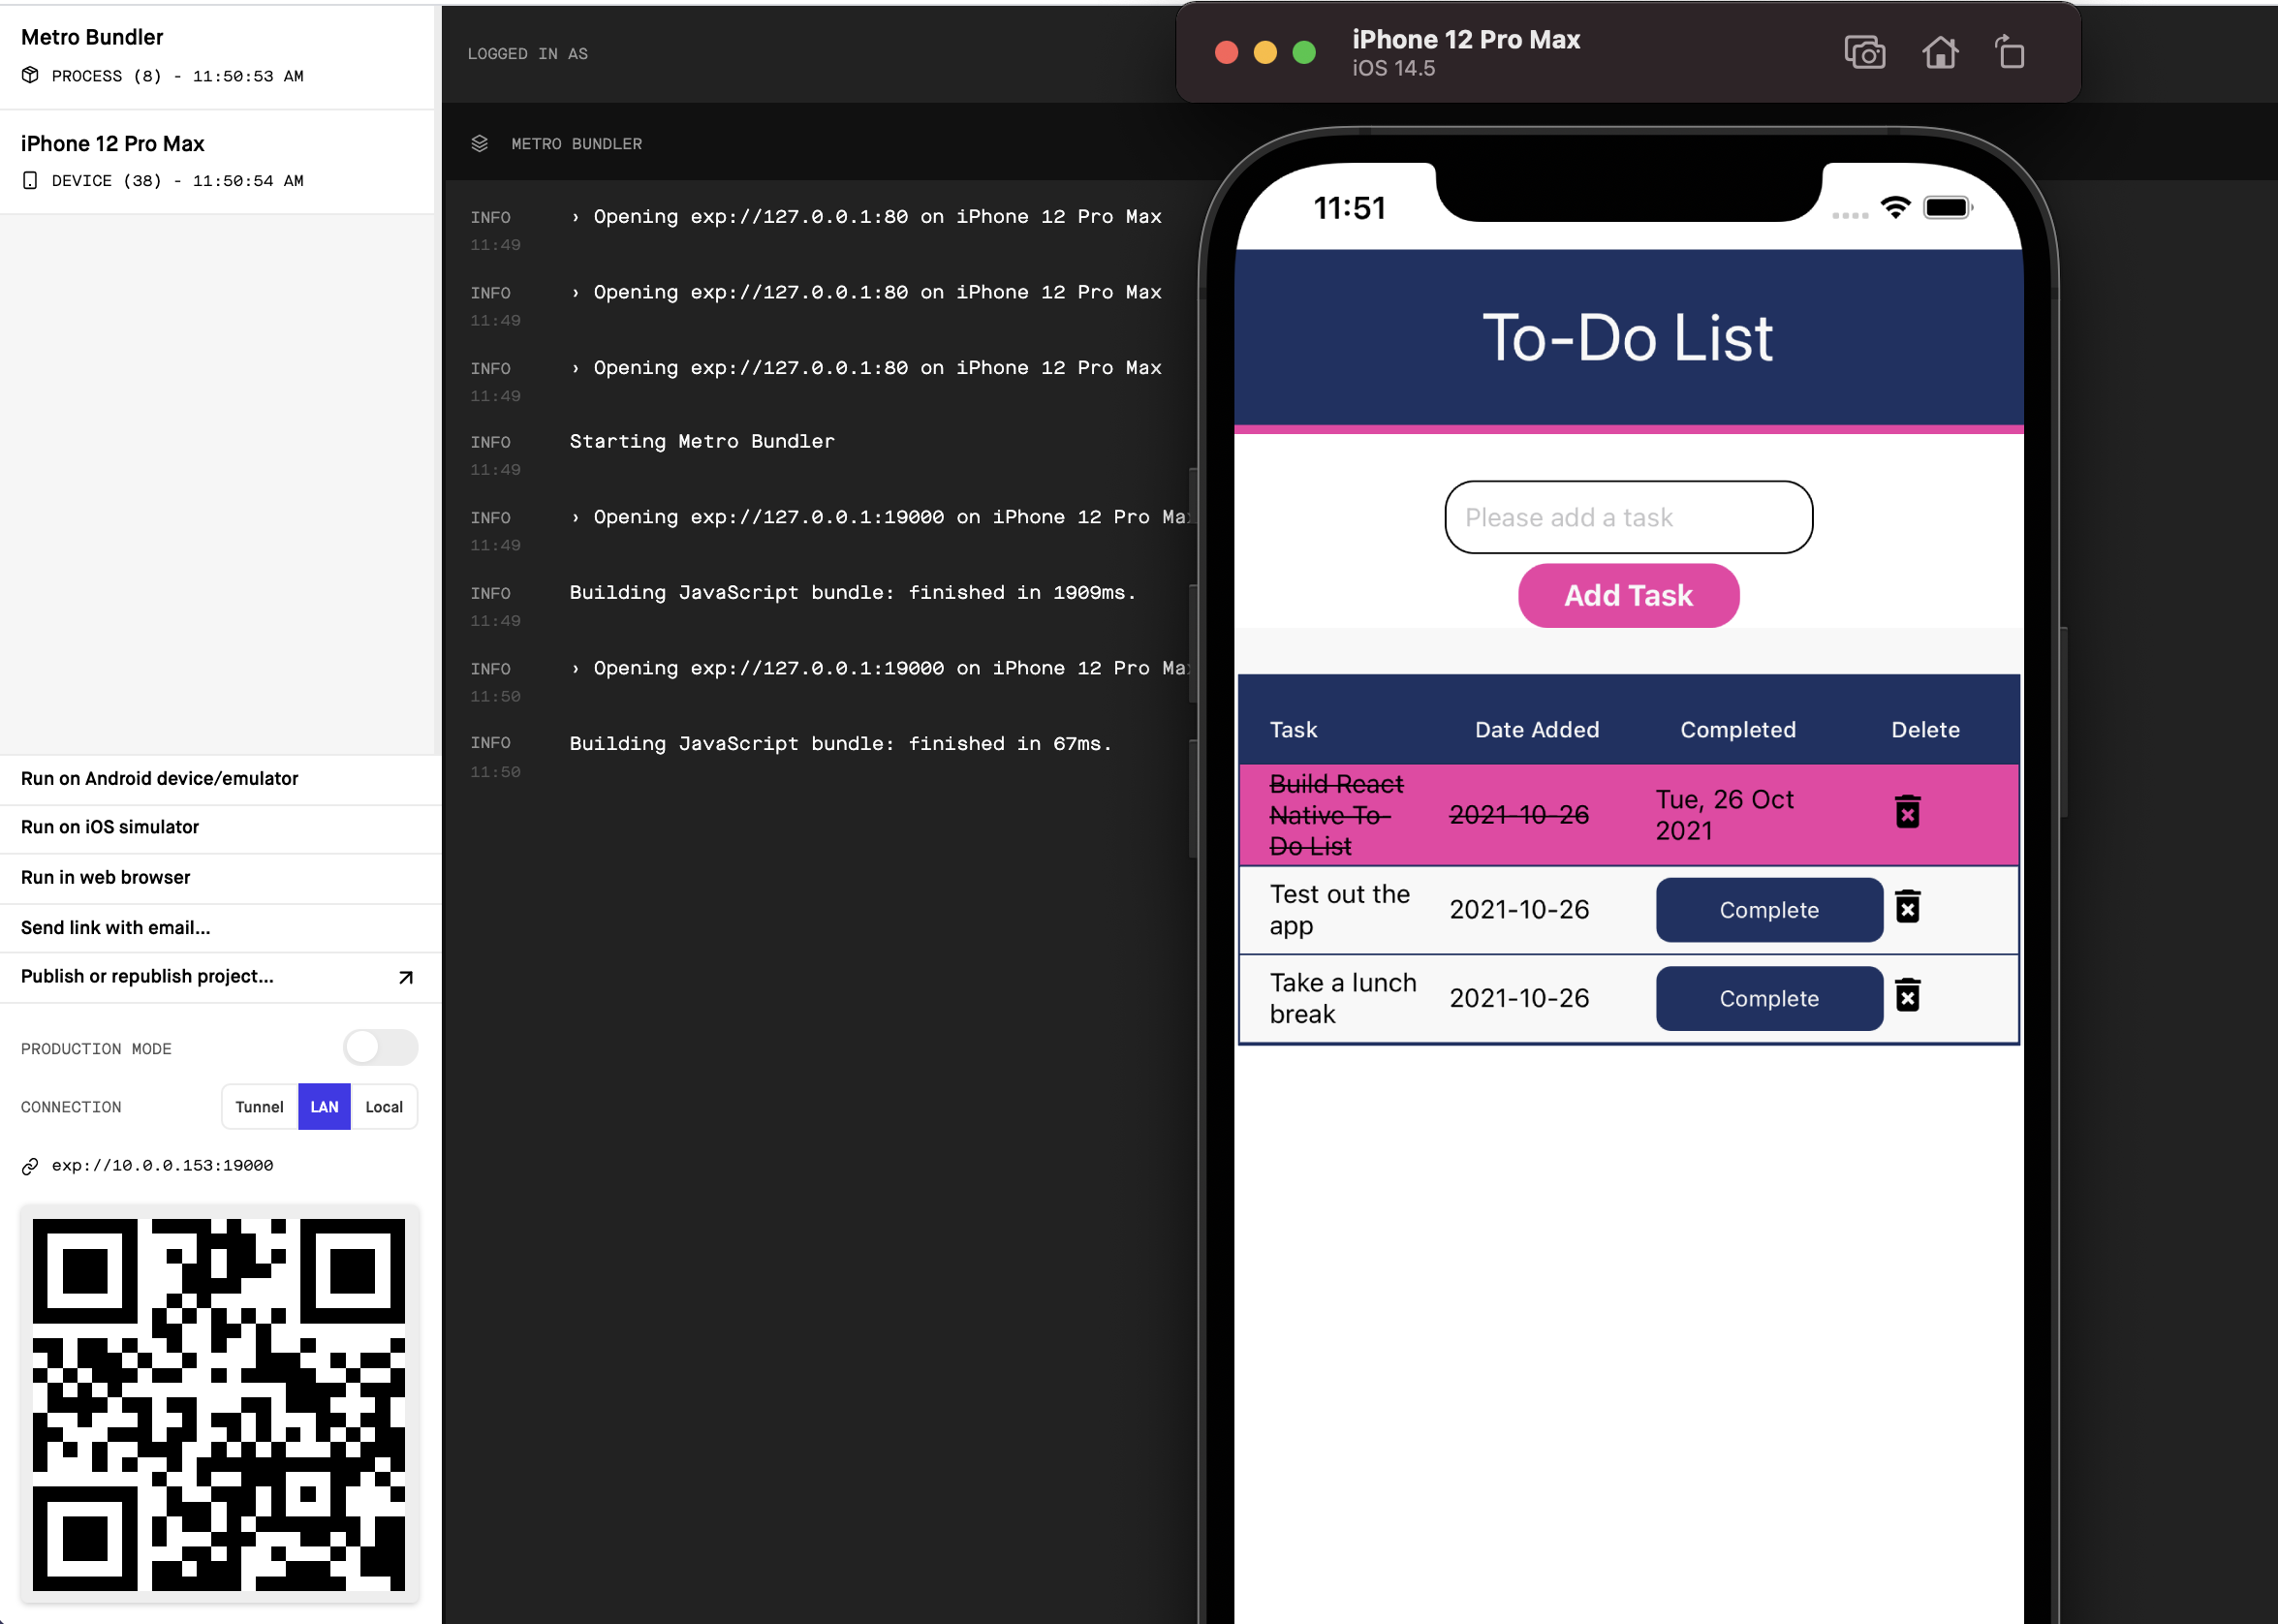 Metro Bundler
PROCESS (8) - 11:50:53 AM
iPhone 12 Pro Max
DEVICE (38) - 11:50:54 AM
Run on Android device/emulator
Run on iOS simulator
Run in web browser
Send link with email…
Publish or republish project…
PRODUCTION MODE
CONNECTION
Tunnel
LAN
Local
exp://10.0.0.153:19000
LOGGED IN AS
METRO BUNDLER
INFO › Opening exp://127.0.0.1:80 on iPhone 12 Pro Max
11:49
INFO › Opening exp://127.0.0.1:80 on iPhone 12 Pro Max
11:49
INFO › Opening exp://127.0.0.1:80 on iPhone 12 Pro Max
11:49
INFO Starting Metro Bundler
11:49
INFO › Opening exp://127.0.0.1:19000 on iPhone 12 Pro Max
11:49
INFO Building JavaScript bundle: finished in 1909ms.
11:49
INFO › Opening exp://127.0.0.1:19000 on iPhone 12 Pro Max
11:50
INFO Building JavaScript bundle: finished in 67ms.
11:50
iPhone 12 Pro Max
iOS 14.5
11:51
To-Do List
Please add a task
Add Task
Task Date Added Completed Delete
Build React
Native To-
Do List
2021-10-26
Tue, 26 Oct
2021
Test out the
app
2021-10-26
Complete
Take a lunch
break
2021-10-26
Complete